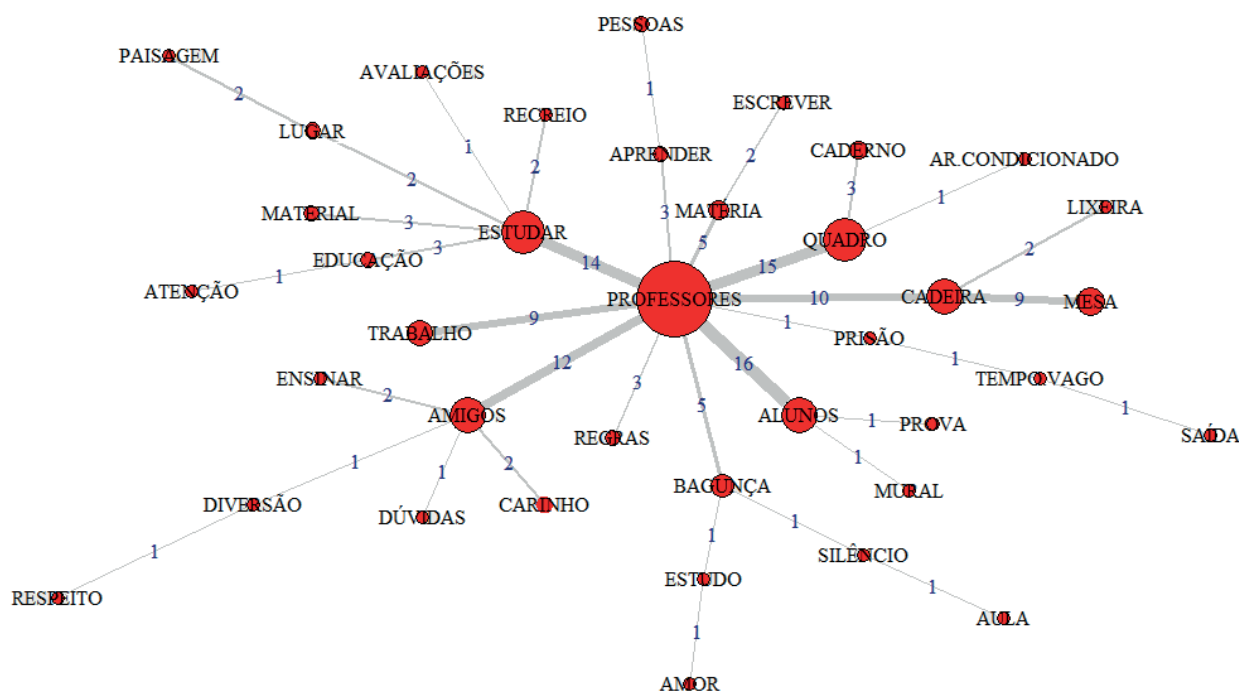 PESSOAS
PAISAGEM
AVALIAÇÕES
2
1
ESCREVER
RECREIO
LUGAR
1
2
APRENDER
2
CADERNO
AR.CONDICIONADO
2
3
1
MATERIAL
3
3
MATÉRIA
LIXEIRA
ESTUDAR
5
QUADRO
EDUCAÇÃO
3
14
15
2
1
ATENÇÃO
PROFESSORES
10
CADEIRA
9
MESA
TRABALHO
9
1
PRISÃO
12
16
1
ENSINAR
2
3
TEMPO VAGO
5
1
AMIGOS
ALUNOS
1
PROVA
REGRAS
SAÍDA
1
1
2
1
BAGUNÇA
MURAL
DIVERSÃO
DÚVIDAS
CARINHO
1
1
1
SILÊNCIO
ESTUDO
1
RESPEITO
AULA
1
AMOR